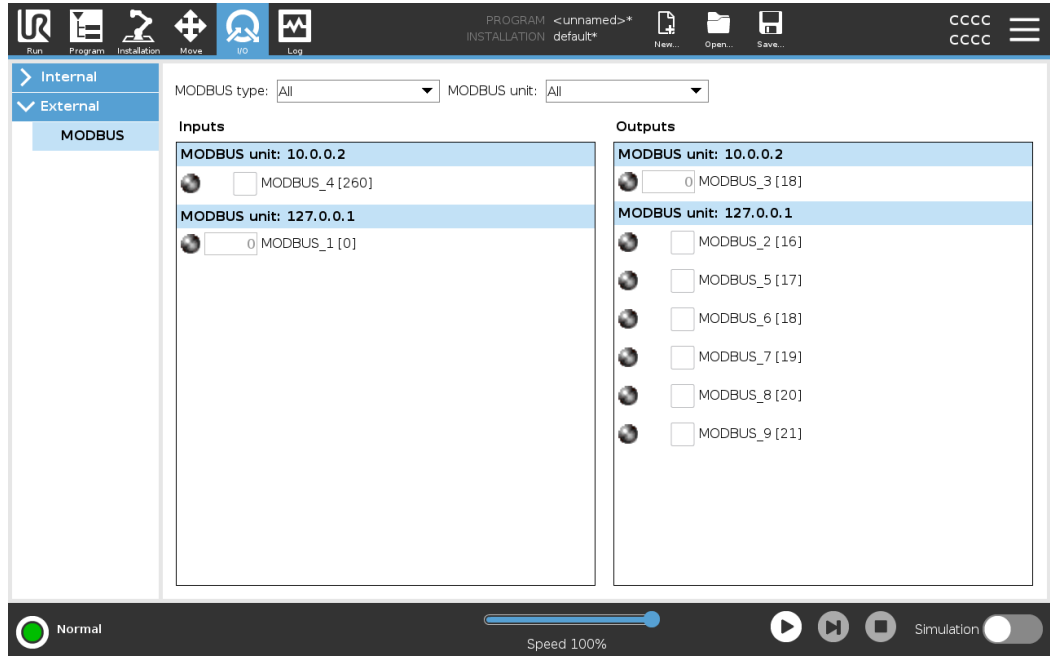 UR
Run
Program
Installation
Move
I/O
Log
PROGRAM <unnamed>*
INSTALLATION default*
New...
Open...
Save...
CCCC
CCCC
Internal
External
MODBUS
MODBUS type: All
MODBUS unit: All
Inputs
MODBUS unit: 10.0.0.2
MODBUS_4 [260]
MODBUS unit: 127.0.0.1
0 MODBUS_1 [0]
Outputs
MODBUS unit: 10.0.0.2
0 MODBUS_3 [18]
MODBUS unit: 127.0.0.1
MODBUS_2 [16]
MODBUS_5 [17]
MODBUS_6 [18]
MODBUS_7 [19]
MODBUS_8 [20]
MODBUS_9 [21]
Normal
Speed 100%
Simulation